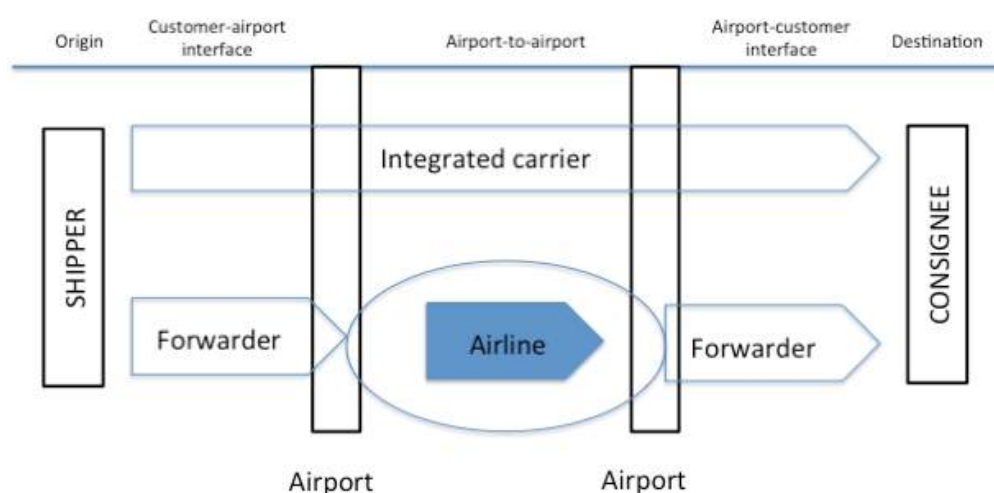 Origin
Customer-airport
interface
Airport-to-airport
Airport-customer
interface
Destination
SHIPPER
Integrated carrier
CONSIGNEE
Forwarder
Airline
Forwarder
Airport
Airport